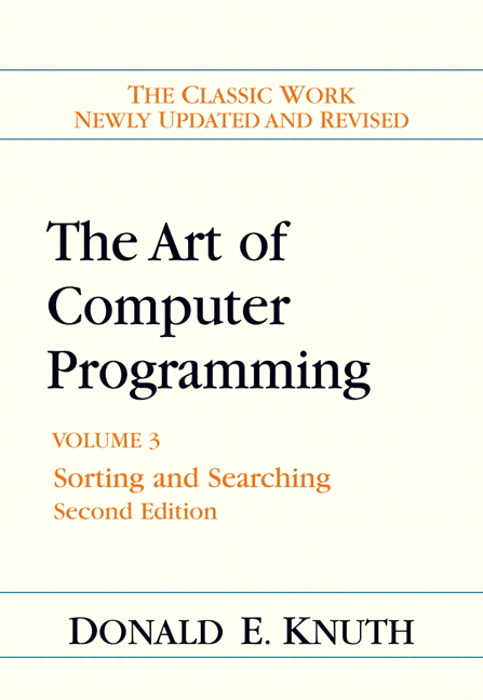 THE CLASSIC WORK
NEWLY UPDATED AND REVISED
The Art of
Computer
Programming
VOLUME 3
Sorting and Searching
Second Edition
DONALD E. KNUTH